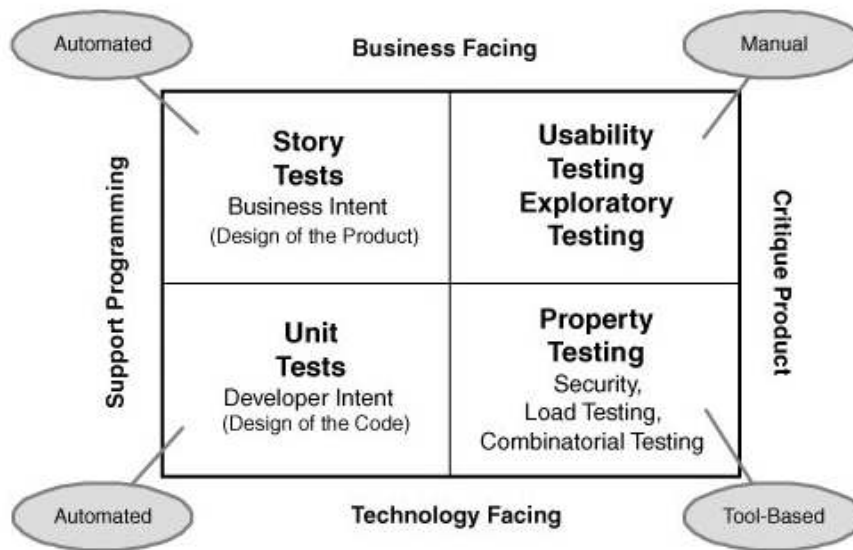 Automated
Business Facing
Manual
Support Programming
Story
Tests
Business Intent
(Design of the Product)
Usability
Testing
Exploratory
Testing
Critique Product
Unit
Tests
Developer Intent
(Design of the Code)
Property
Testing
Security,
Load Testing,
Combinatorial Testing
Automated
Technology Facing
Tool-Based